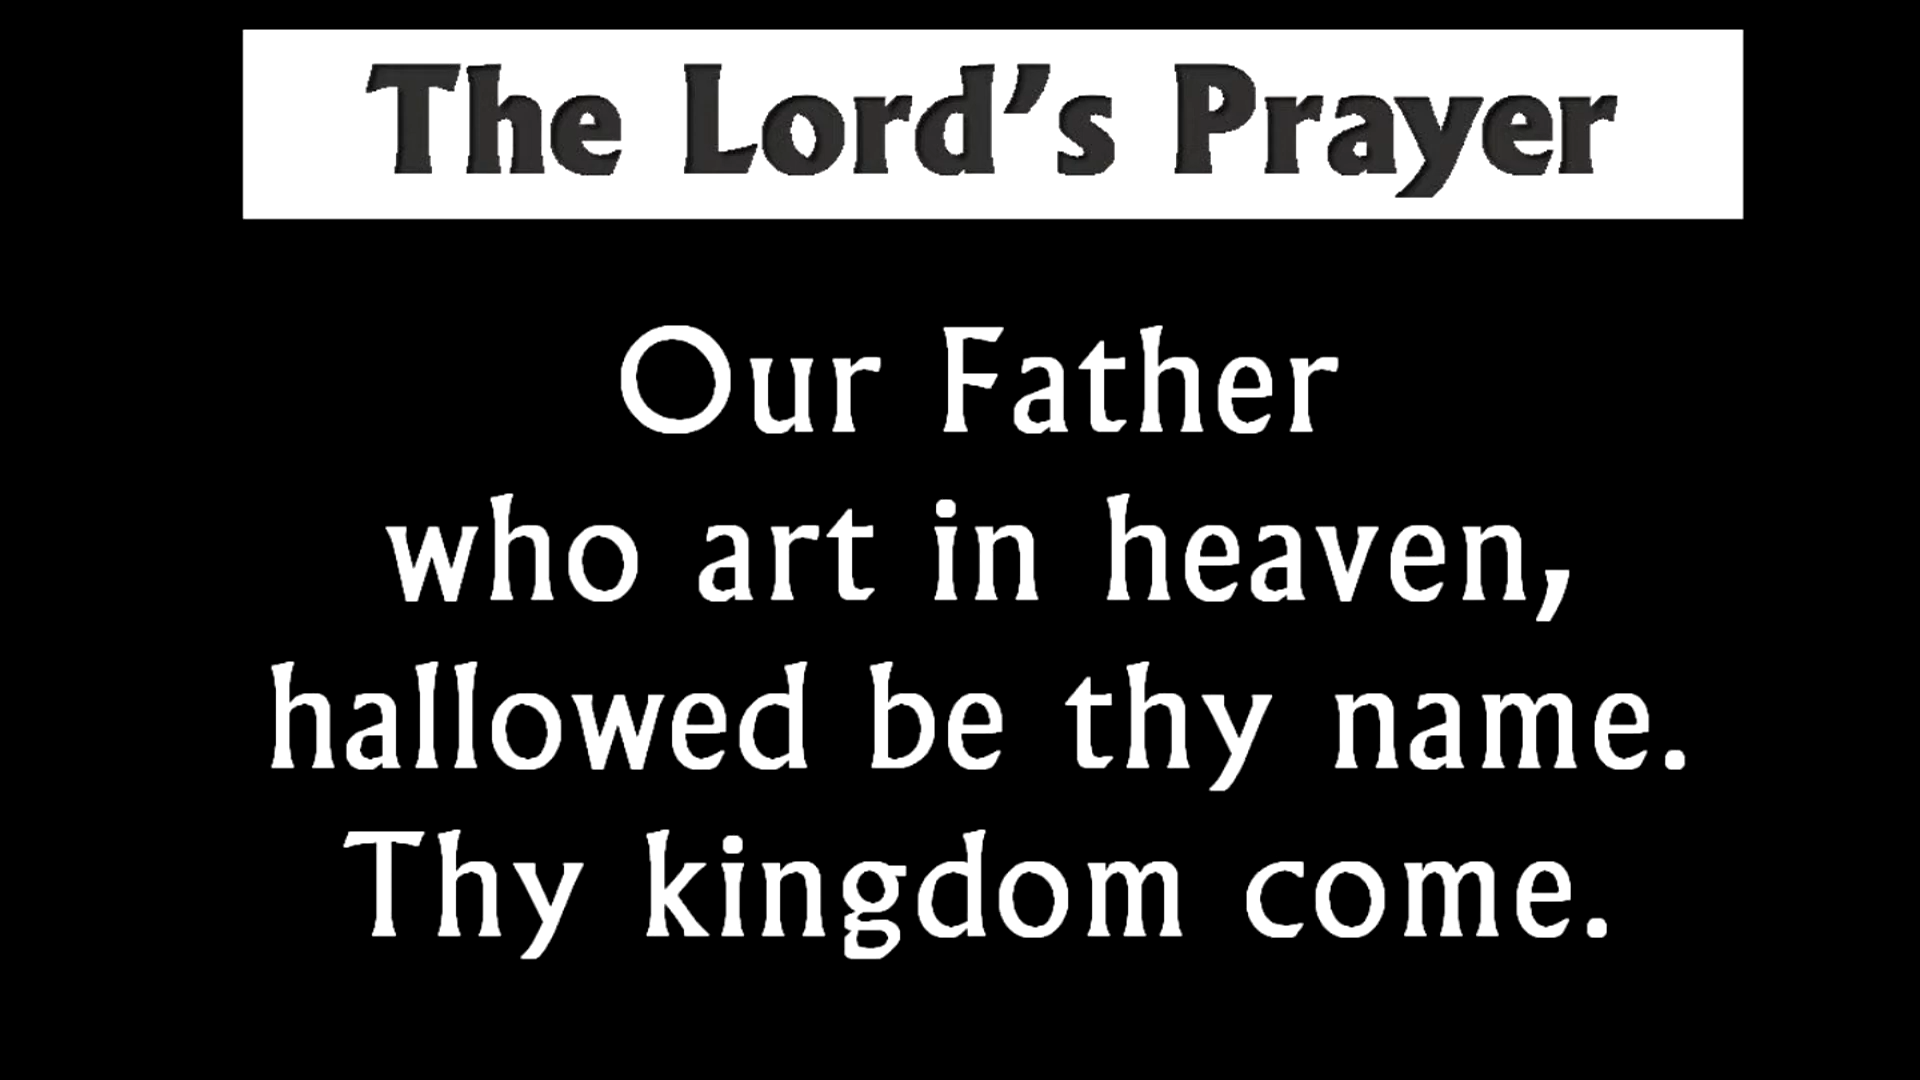 The Lord’s Prayer
Our Father
who art in heaven,
hallowed be thy name.
Thy kingdom come.